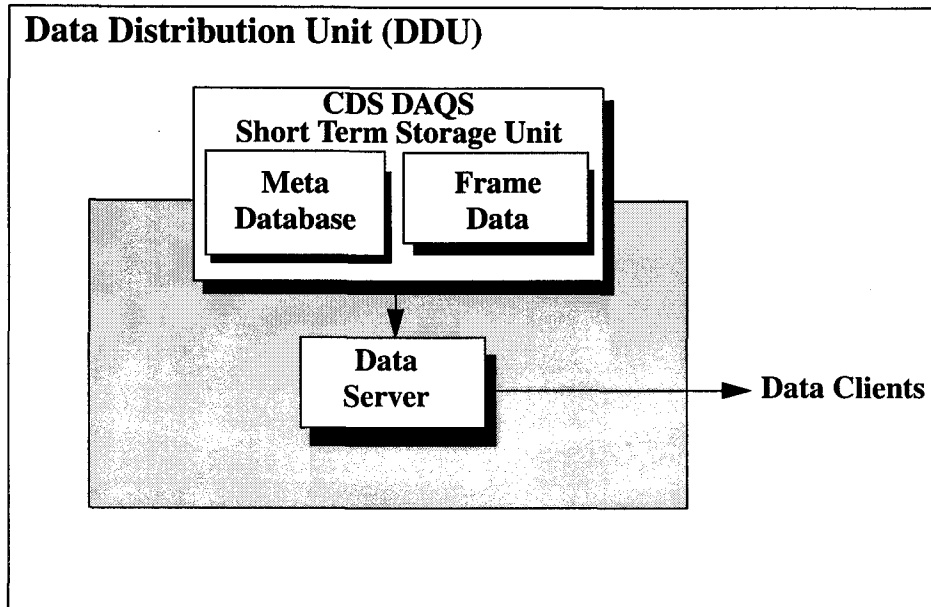 Data Distribution Unit (DDU)
CDS DAQS
Short Term Storage Unit
Meta
Database
Frame
Data
Data
Server
Data Clients